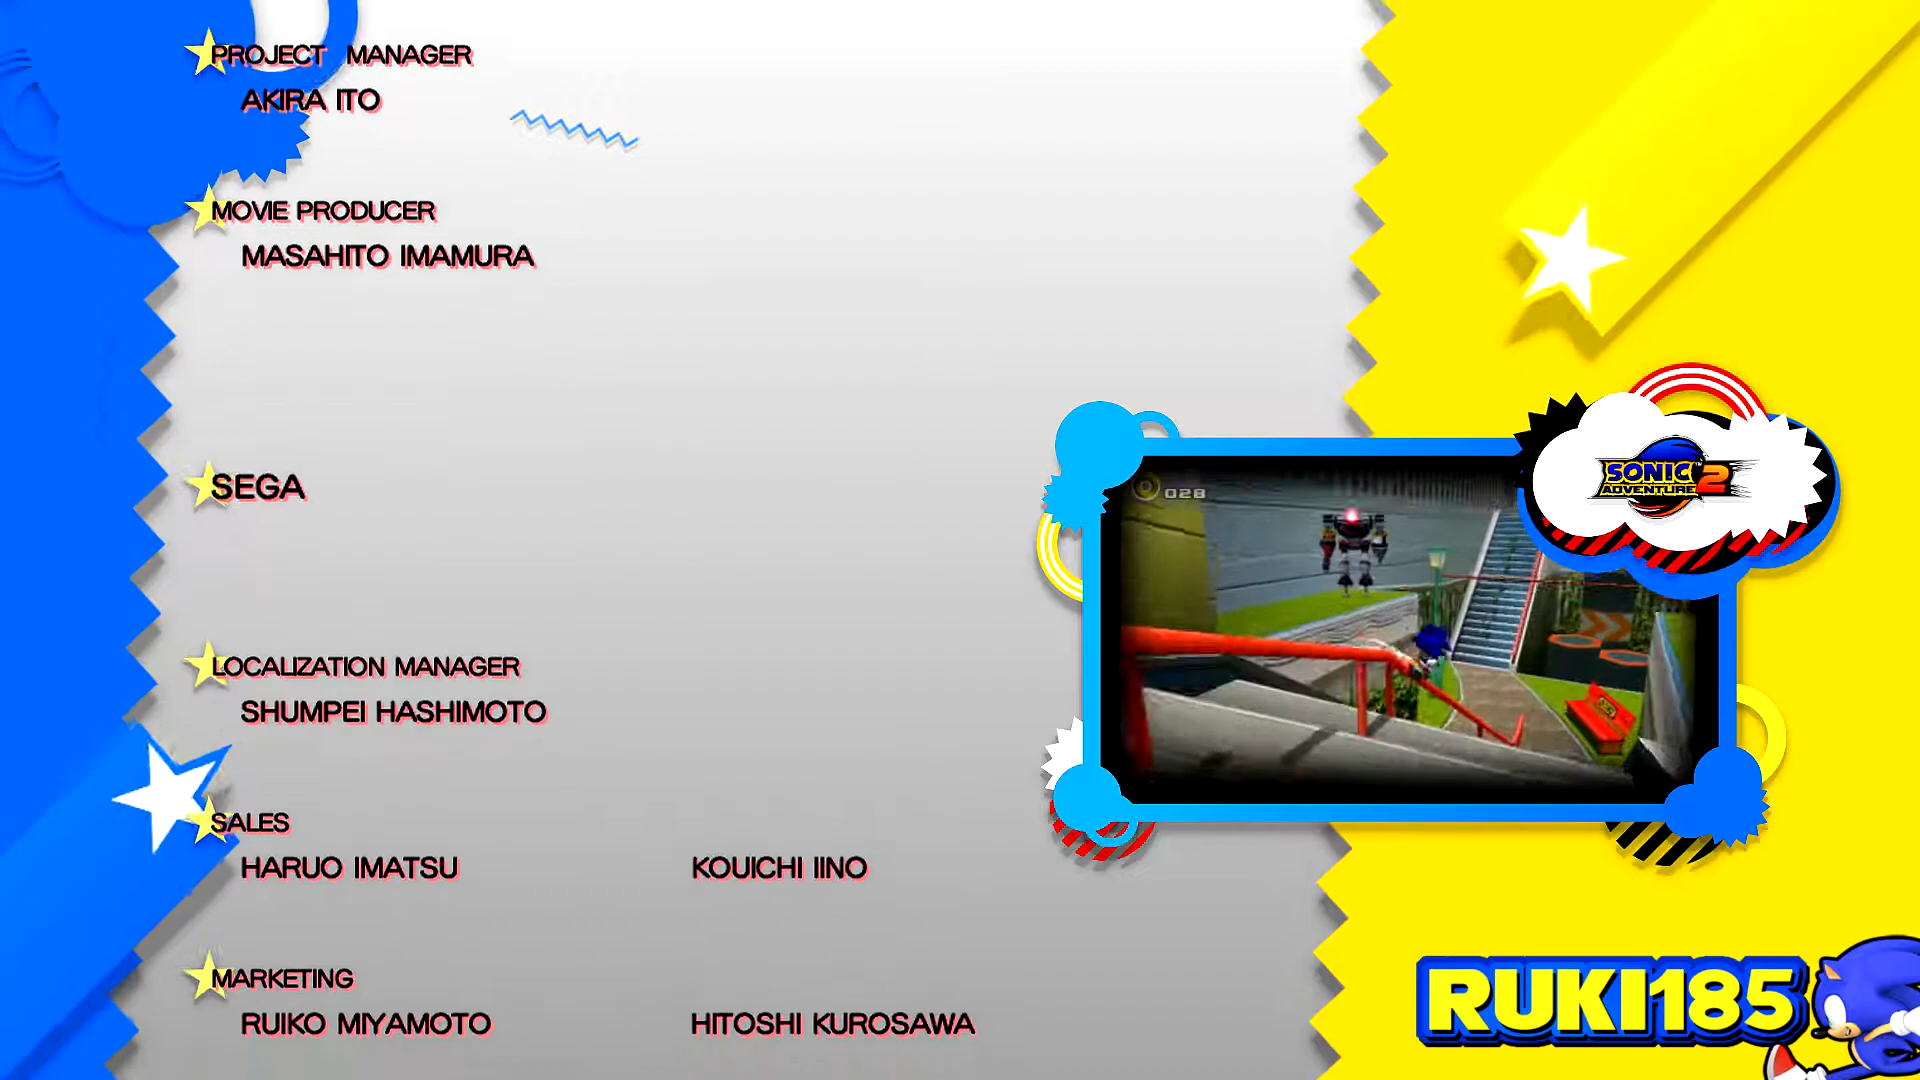 PROJECT MANAGER
AKIRA ITO
MOVIE PRODUCER
MASAHITO IMAMURA
SEGA
LOCALIZATION MANAGER
SHUMPEI HASHIMOTO
SALES
HARUO IMATSU KOUICHI IINO
MARKETING
RUIKO MIYAMOTO HITOSHI KUROSAWA
028
SONIC
ADVENTURE 2
RUKI185